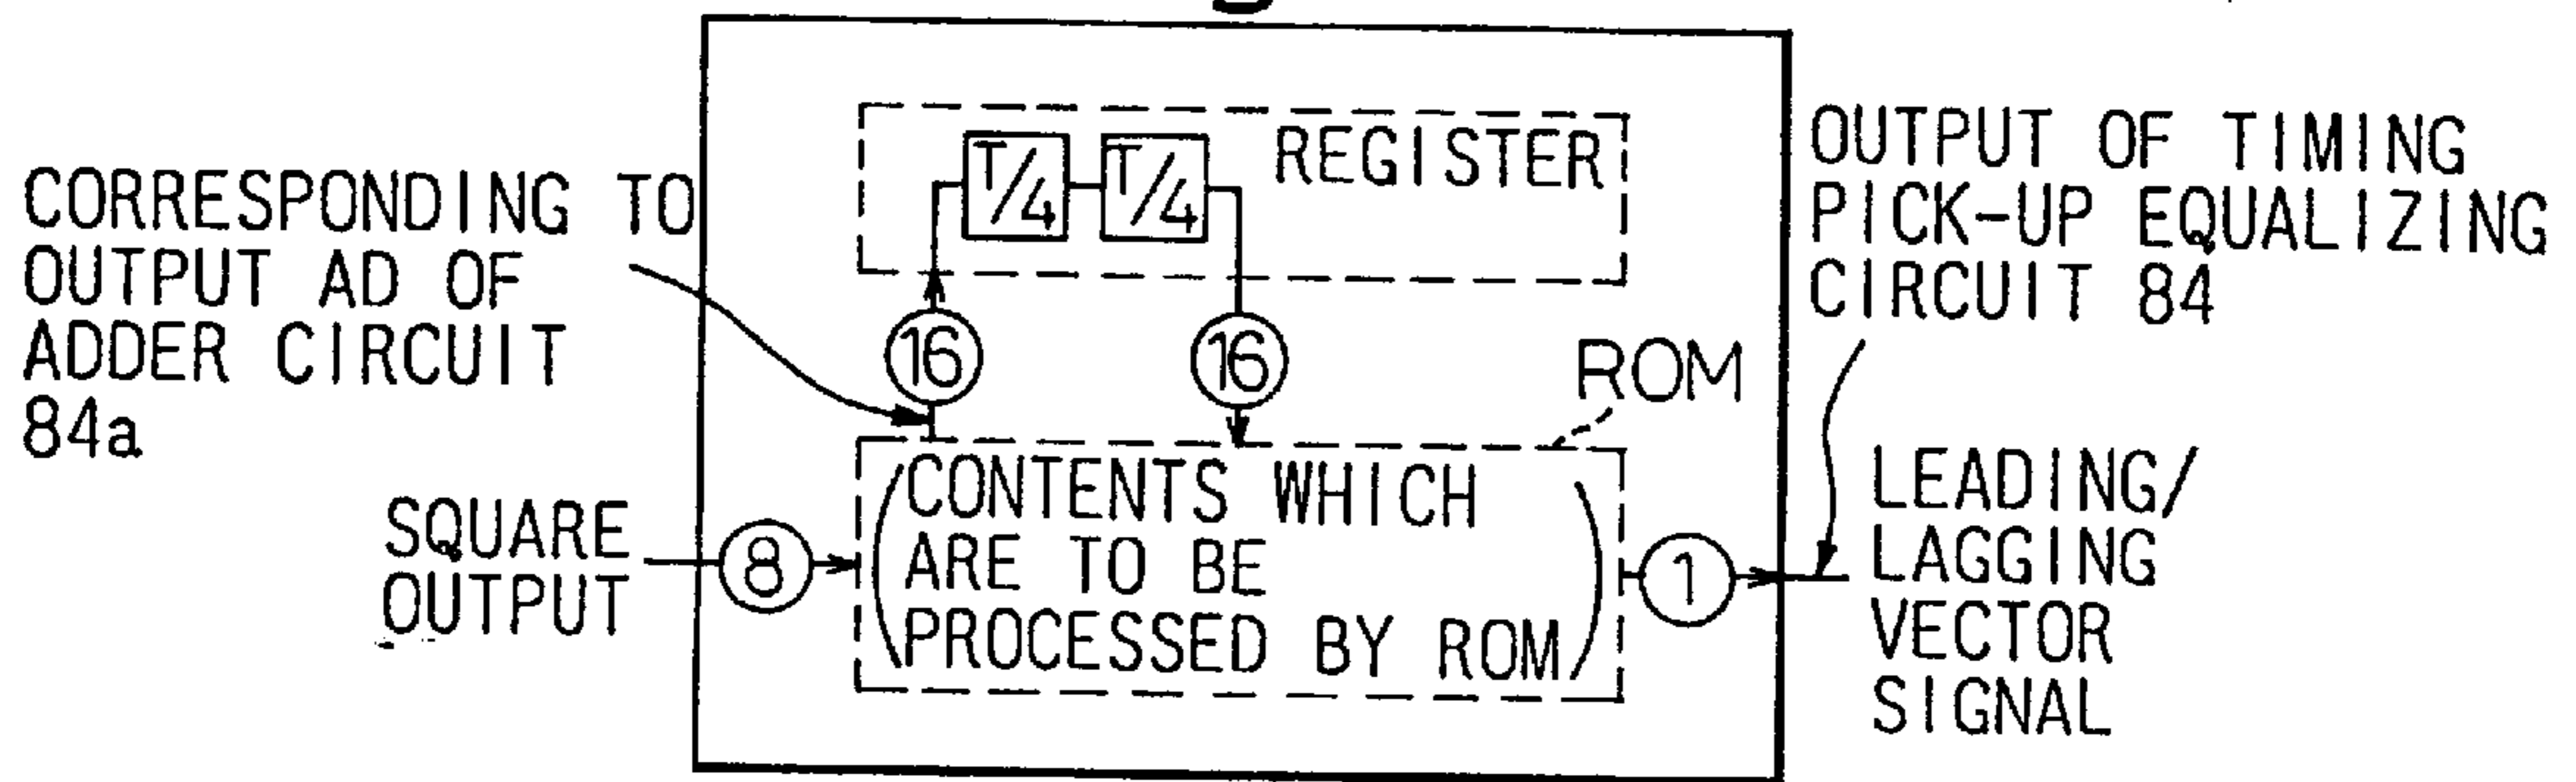 CORRESPONDING TO
OUTPUT AD OF
ADDER CIRCUIT
84a
SQUARE
OUTPUT
8
T/4
T/4
REGISTER
16
16
ROM
CONTENTS WHICH
ARE TO BE
PROCESSED BY ROM
1
OUTPUT OF TIMING
PICK-UP EQUALIZING
CIRCUIT 84
LEADING/
LAGGING
VECTOR
SIGNAL